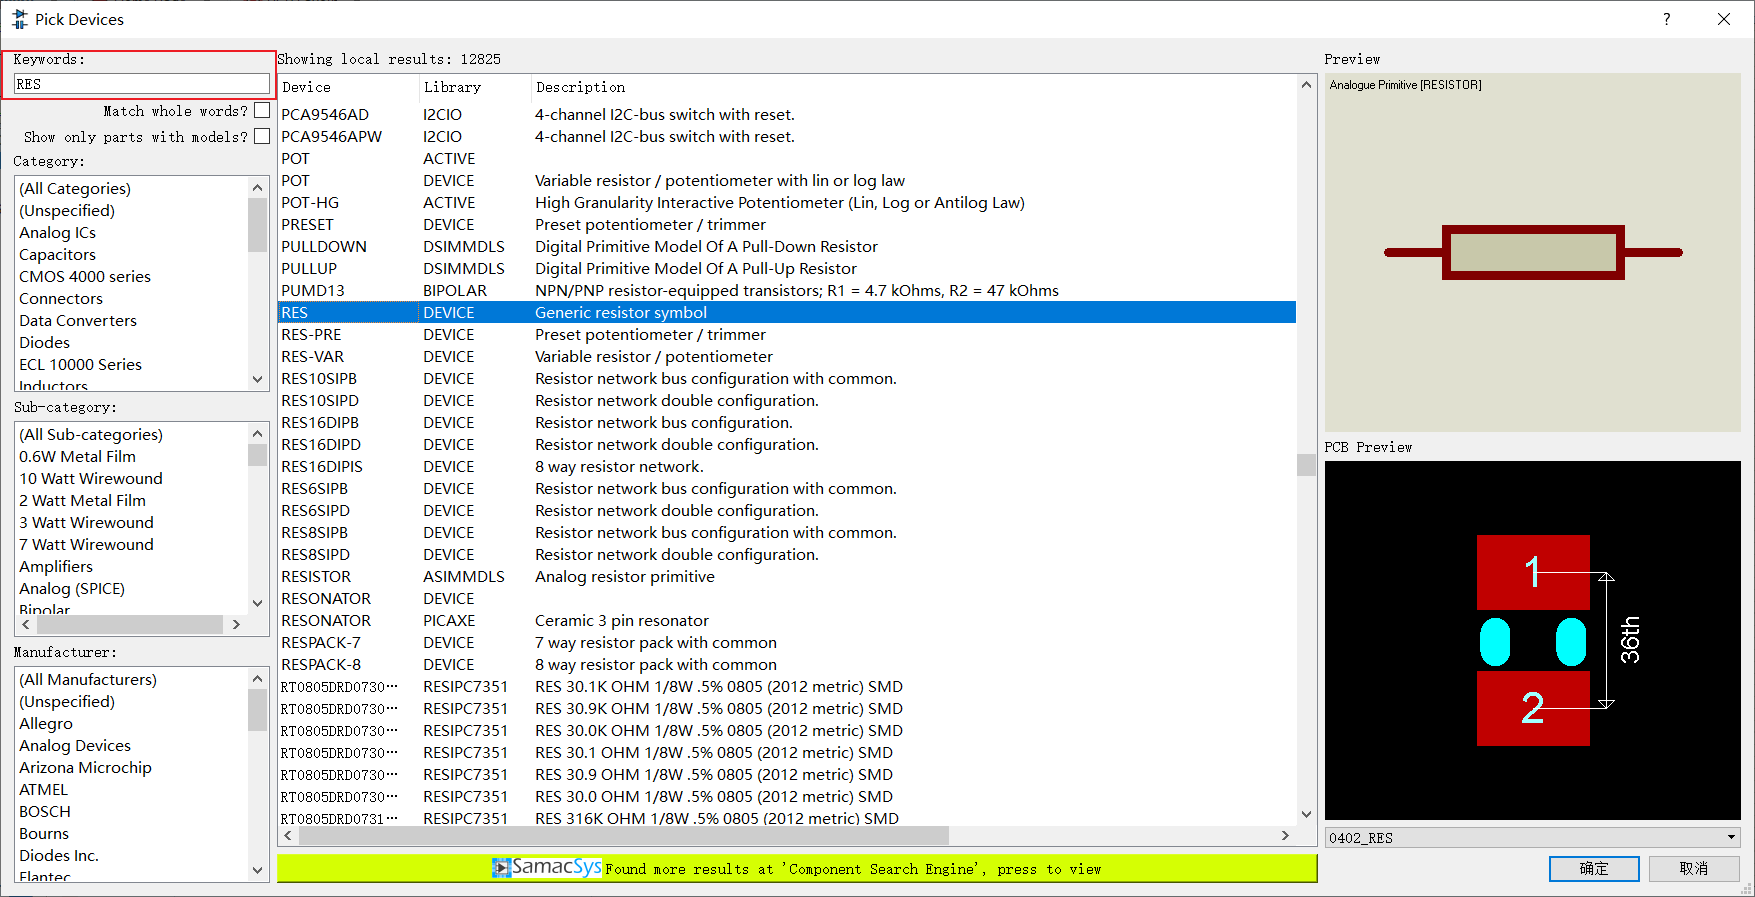 Pick Devices
?
Keywords:
RES
Match whole words?
Show only parts with models?
Category:
(All Categories)
(Unspecified)
Analog ICs
Capacitors
CMOS 4000 series
Connectors
Data Converters
Diodes
ECL 10000 Series
Inductors
Sub-category:
(All Sub-categories)
0.6W Metal Film
10 Watt Wirewound
2 Watt Metal Film
3 Watt Wirewound
7 Watt Wirewound
Amplifiers
Analog (SPICE)
Bipolar
Manufacturer:
(All Manufacturers)
(Unspecified)
Allegro
Analog Devices
Arizona Microchip
ATMEL
BOSCH
Bourns
Diodes Inc.
Elantec
Showing local results: 12825
Device Library Description
PCA9546AD I2CIO 4-channel I2C-bus switch with reset.
PCA9546APW I2CIO 4-channel I2C-bus switch with reset.
POT ACTIVE
POT DEVICE Variable resistor / potentiometer with lin or log law
POT-HG ACTIVE High Granularity Interactive Potentiometer (Lin, Log or Antilog Law)
PRESET DEVICE Preset potentiometer / trimmer
PULLDOWN DSIMMDLS Digital Primitive Model Of A Pull-Down Resistor
PULLUP DSIMMDLS Digital Primitive Model Of A Pull-Up Resistor
PUMD13 BIPOLAR NPN/PNP resistor-equipped transistors; R1 = 4.7 kOhms, R2 = 47 kOhms
RES DEVICE Generic resistor symbol
RES-PRE DEVICE Preset potentiometer / trimmer
RES-VAR DEVICE Variable resistor / potentiometer
RES10SIPB DEVICE Resistor network bus configuration with common.
RES10SIPD DEVICE Resistor network double configuration.
RES16DIPB DEVICE Resistor network bus configuration.
RES16DIPD DEVICE Resistor network double configuration.
RES16DIPIS DEVICE 8 way resistor network.
RES6SIPB DEVICE Resistor network bus configuration with common.
RES6SIPD DEVICE Resistor network double configuration.
RES8SIPB DEVICE Resistor network bus configuration with common.
RES8SIPD DEVICE Resistor network double configuration.
RESISTOR ASIMMDLS Analog resistor primitive
RESONATOR DEVICE
RESONATOR PICAXE Ceramic 3 pin resonator
RESPACK-7 DEVICE 7 way resistor pack with common
RESPACK-8 DEVICE 8 way resistor pack with common
RT0805DRD0730··· RESIPC7351 RES 30.1K OHM 1/8W .5% 0805 (2012 metric) SMD
RT0805DRD0730··· RESIPC7351 RES 30.9K OHM 1/8W .5% 0805 (2012 metric) SMD
RT0805DRD0730··· RESIPC7351 RES 30.0K OHM 1/8W .5% 0805 (2012 metric) SMD
RT0805DRD0730··· RESIPC7351 RES 30.1 OHM 1/8W .5% 0805 (2012 metric) SMD
RT0805DRD0730··· RESIPC7351 RES 30.9 OHM 1/8W .5% 0805 (2012 metric) SMD
RT0805DRD0730··· RESIPC7351 RES 30.0 OHM 1/8W .5% 0805 (2012 metric) SMD
RT0805DRD0731··· RESIPC7351 RES 316K OHM 1/8W .5% 0805 (2012 metric) SMD
SamacSys Found more results at 'Component Search Engine', press to view
Preview
Analogue Primitive [RESISTOR]
PCB Preview
1
36th
2
0402_RES
确定 取消